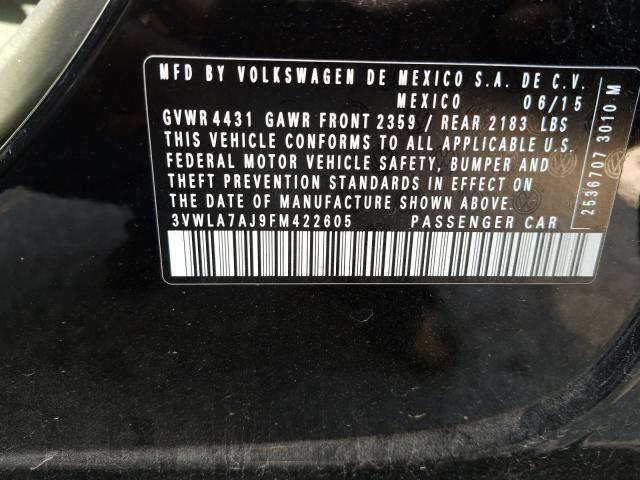 MFD BY VOLKSWAGEN DE MEXICO S.A. DE C.V.
MEXICO 06/15
GVWR 4431 GAWR FRONT 2359 / REAR 2183 LBS
THIS VEHICLE CONFORMS TO ALL APPLICABLE U.S.
FEDERAL MOTOR VEHICLE SAFETY, BUMPER AND
THEFT PREVENTION STANDARDS IN EFFECT ON
THE DATE OF MANUFACTURE SHOWN ABOVE.
3VWLA7AJ9FM422605 PASSENGER CAR
2536707 3010 M